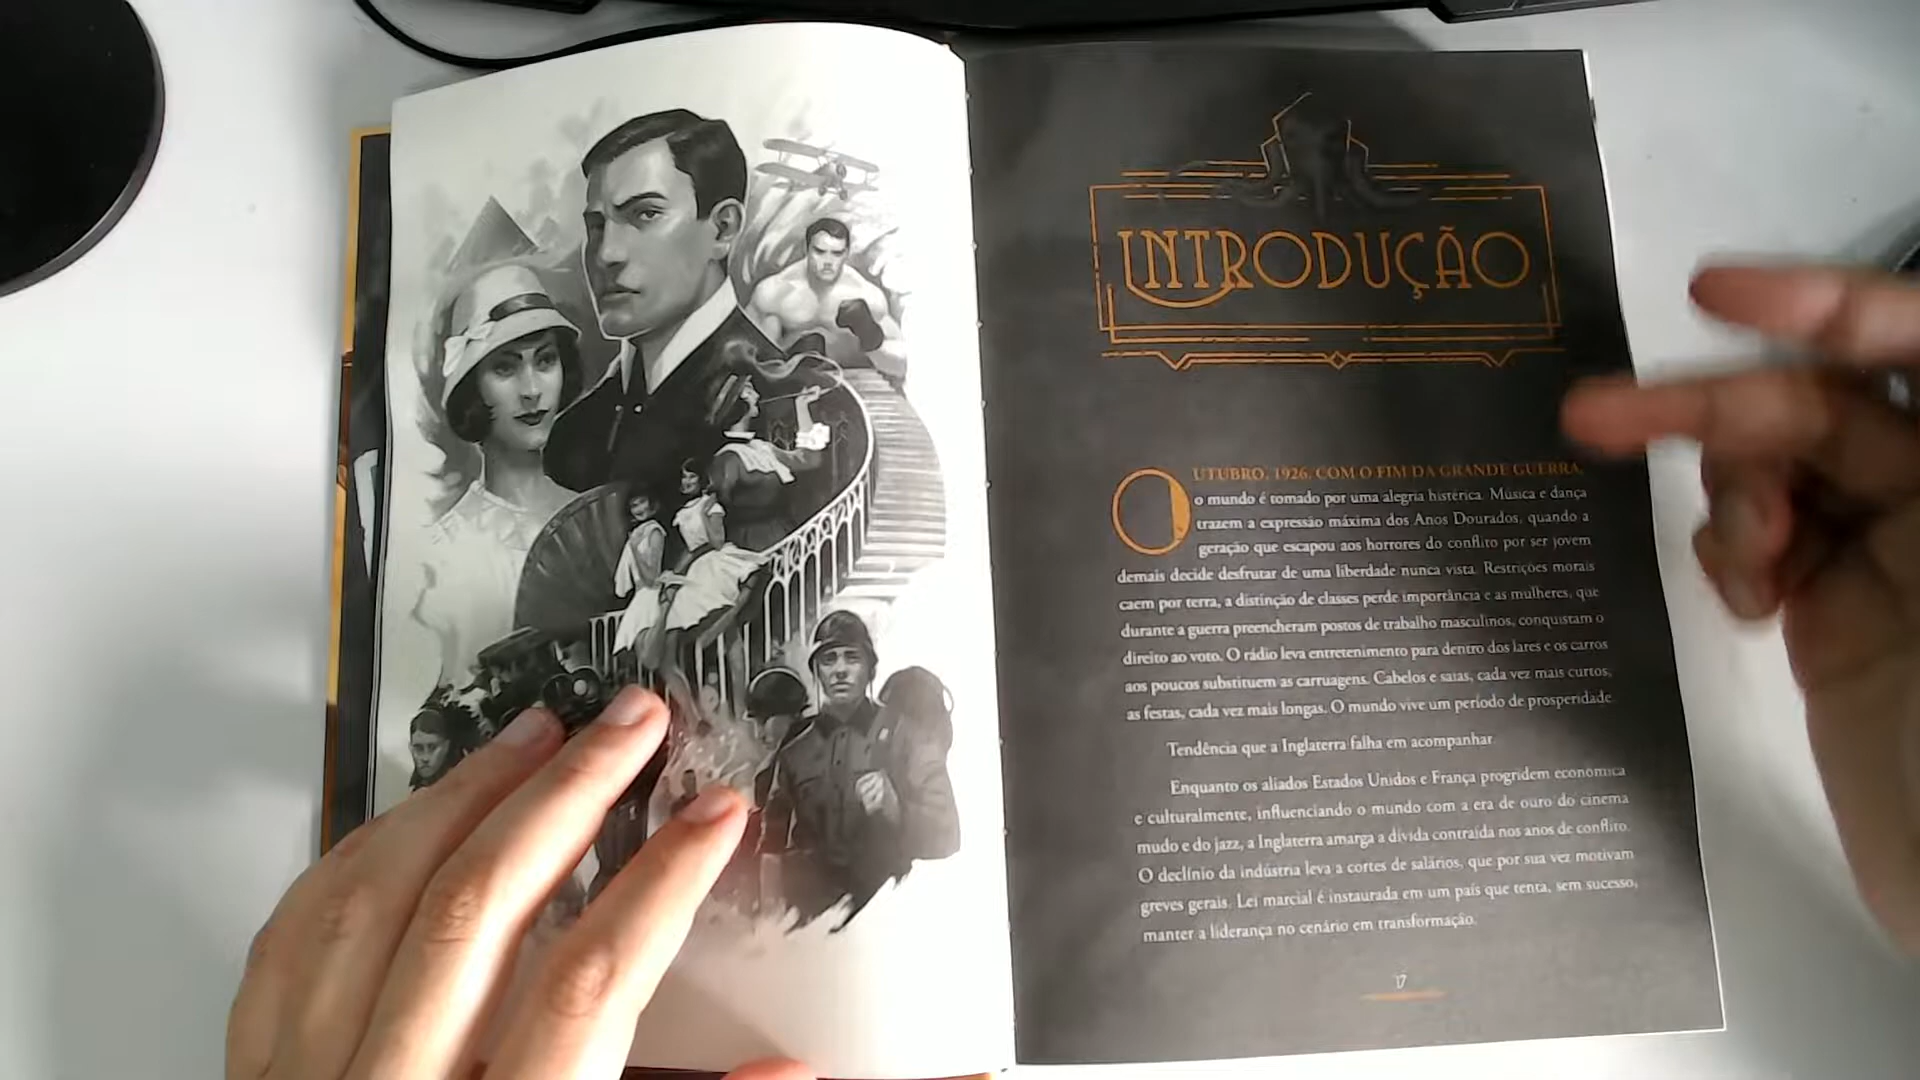 INTRODUÇÃO
OUTUBRO, 1926. COM O FIM DA GRANDE GUERRA,
o mundo é tomado por uma alegria histérica. Música e dança
trazem a expressão máxima dos Anos Dourados, quando a
geração que escapou aos horrores do conflito por ser jovem
demais decide desfrutar de uma liberdade nunca vista. Restrições morais
caem por terra, a distinção de classes perde importância e as mulheres, que
durante a guerra preencheram postos de trabalho masculinos, conquistam o
direito ao voto. O rádio leva entretenimento para dentro dos lares e os carros
aos poucos substituem as carruagens. Cabelos e saias, cada vez mais curtos;
as festas, cada vez mais longas. O mundo vive um período de prosperidade.
Tendência que a Inglaterra falha em acompanhar.
Enquanto os aliados Estados Unidos e França progridem econômica
e culturalmente, influenciando o mundo com a era de ouro do cinema
mudo e do jazz, a Inglaterra amarga a dívida contraída nos anos de conflito.
O declínio da indústria leva a cortes de salários, que por sua vez motivam
greves gerais. Lei marcial é instaurada em um país que tenta, sem sucesso,
manter a liderança no cenário em transformação.
17